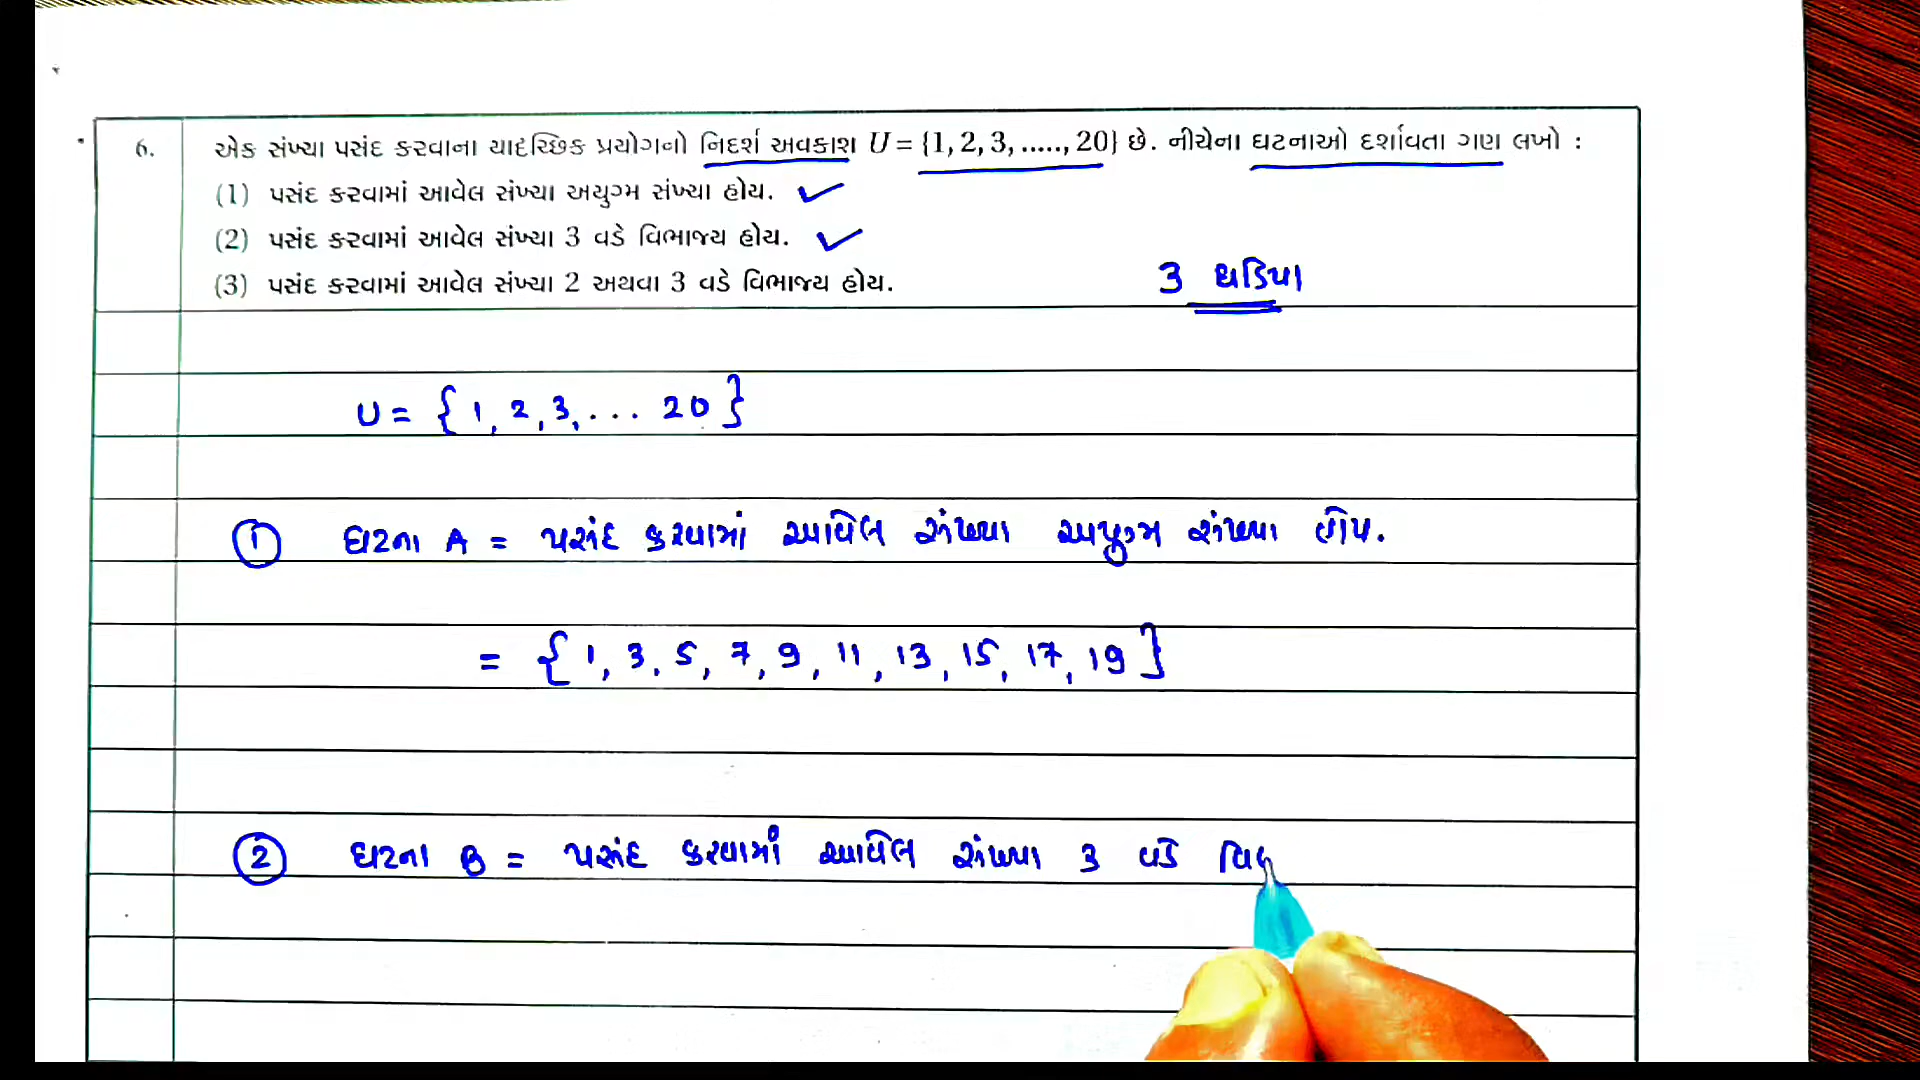 6. એક સંખ્યા પસંદ કરવાના યાદચ્છિક પ્રયોગનો નિદર્શ અવકાશ U = {1, 2, 3, ....., 20} છે. નીચેના ઘટનાઓ દર્શાવતા ગણ લખો :
(1) પસંદ કરવામાં આવેલ સંખ્યા અયુગ્મ સંખ્યા હોય. ✓
(2) પસંદ કરવામાં આવેલ સંખ્યા 3 વડે વિભાજ્ય હોય. ✓
(3) પસંદ કરવામાં આવેલ સંખ્યા 2 અથવા 3 વડે વિભાજ્ય હોય.
3 ઘડિયા
U = { 1, 2, 3, ... 20 }
① ઘટના A = પસંદ કરવામાં આવેલ સંખ્યા અયુગ્મ સંખ્યા હોય.
= { 1, 3, 5, 7, 9, 11, 13, 15, 17, 19 }
② ઘટના B = પસંદ કરવામાં આવેલ સંખ્યા 3 વડે